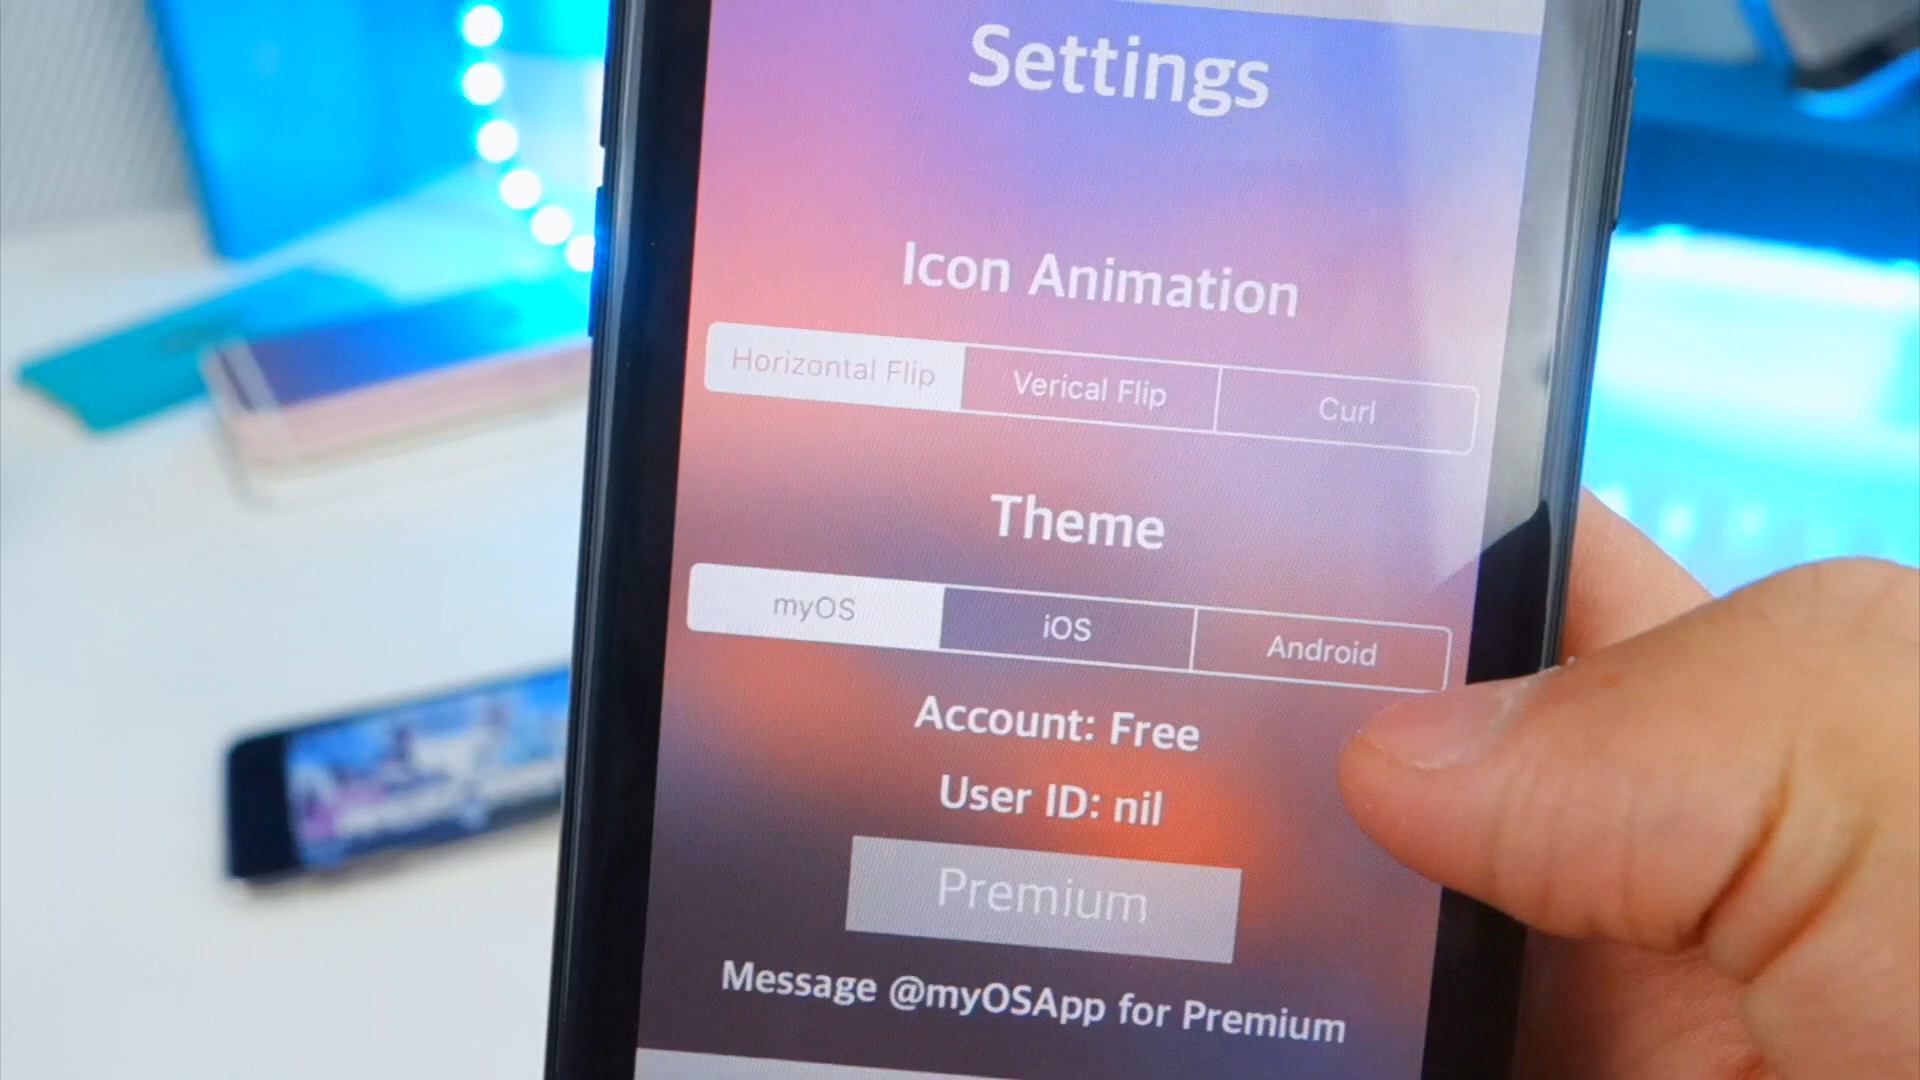 Settings
Icon Animation
Horizontal Flip
Verical Flip
Curl
Theme
myOS
iOS
Android
Account: Free
User ID: nil
Premium
Message @myOSApp for Premium